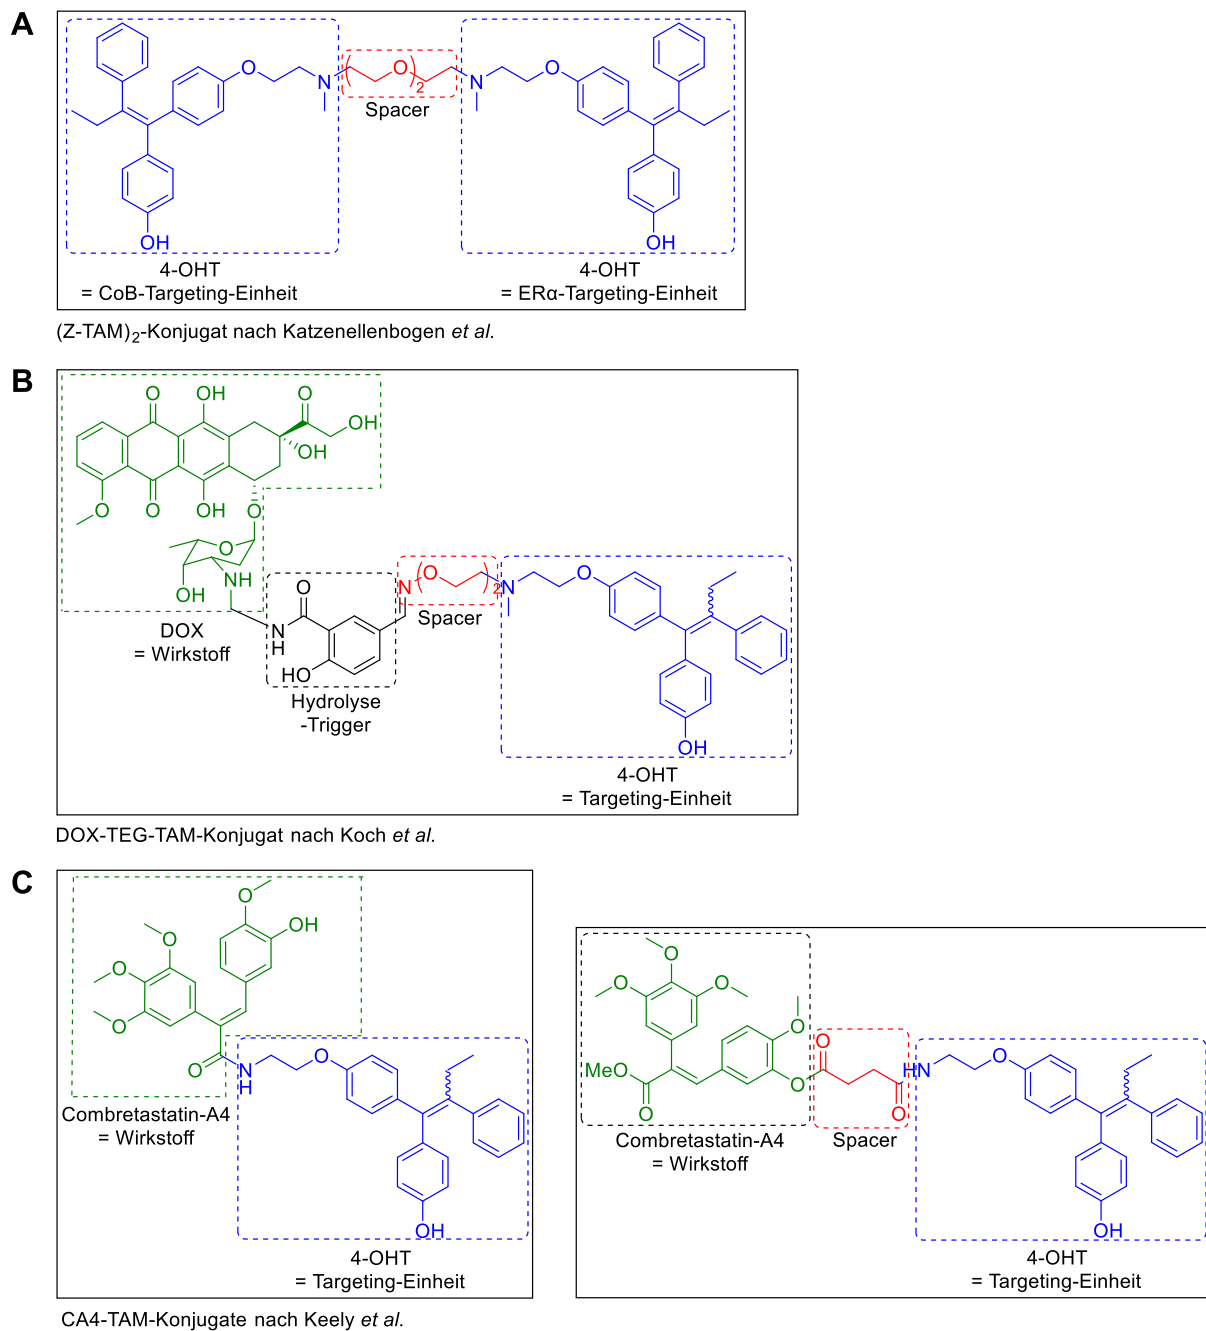 A
O
O
N
(
O
)2
N
Spacer
OH
OH
4-OHT
= CoB-Targeting-Einheit
4-OHT
= ERα-Targeting-Einheit
(Z-TAM)2-Konjugat nach Katzenellenbogen et al.
B
O
OH
O
OH
OH
O
O
OH
O
O
NH
OH
O
N
H
HO
N
(
O
)2
N
O
OH
DOX
= Wirkstoff
Spacer
Hydrolyse
-Trigger
4-OHT
= Targeting-Einheit
DOX-TEG-TAM-Konjugat nach Koch et al.
C
O
OH
O
O
O
O
N
H
O
OH
Combretastatin-A4
= Wirkstoff
4-OHT
= Targeting-Einheit
O
O
O
O
MeO
O
O
O
O
HN
O
OH
Combretastatin-A4
= Wirkstoff
Spacer
4-OHT
= Targeting-Einheit
CA4-TAM-Konjugate nach Keely et al.